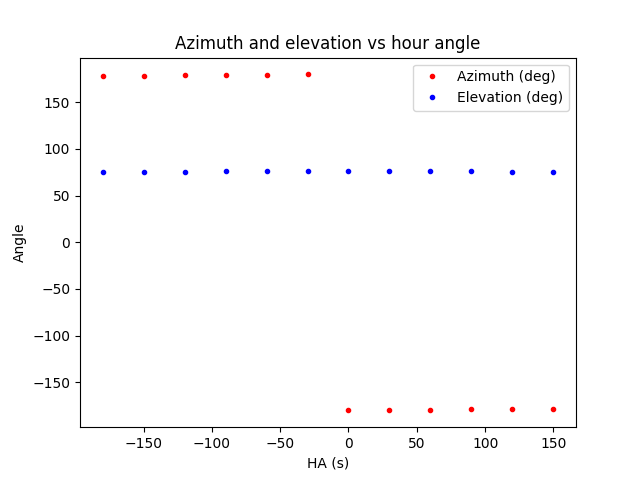 Azimuth and elevation vs hour angle
Azimuth (deg)
Elevation (deg)
150
100
50
0
−50
−100
−150
Angle
−150
−100
−50
0
50
100
150
HA (s)